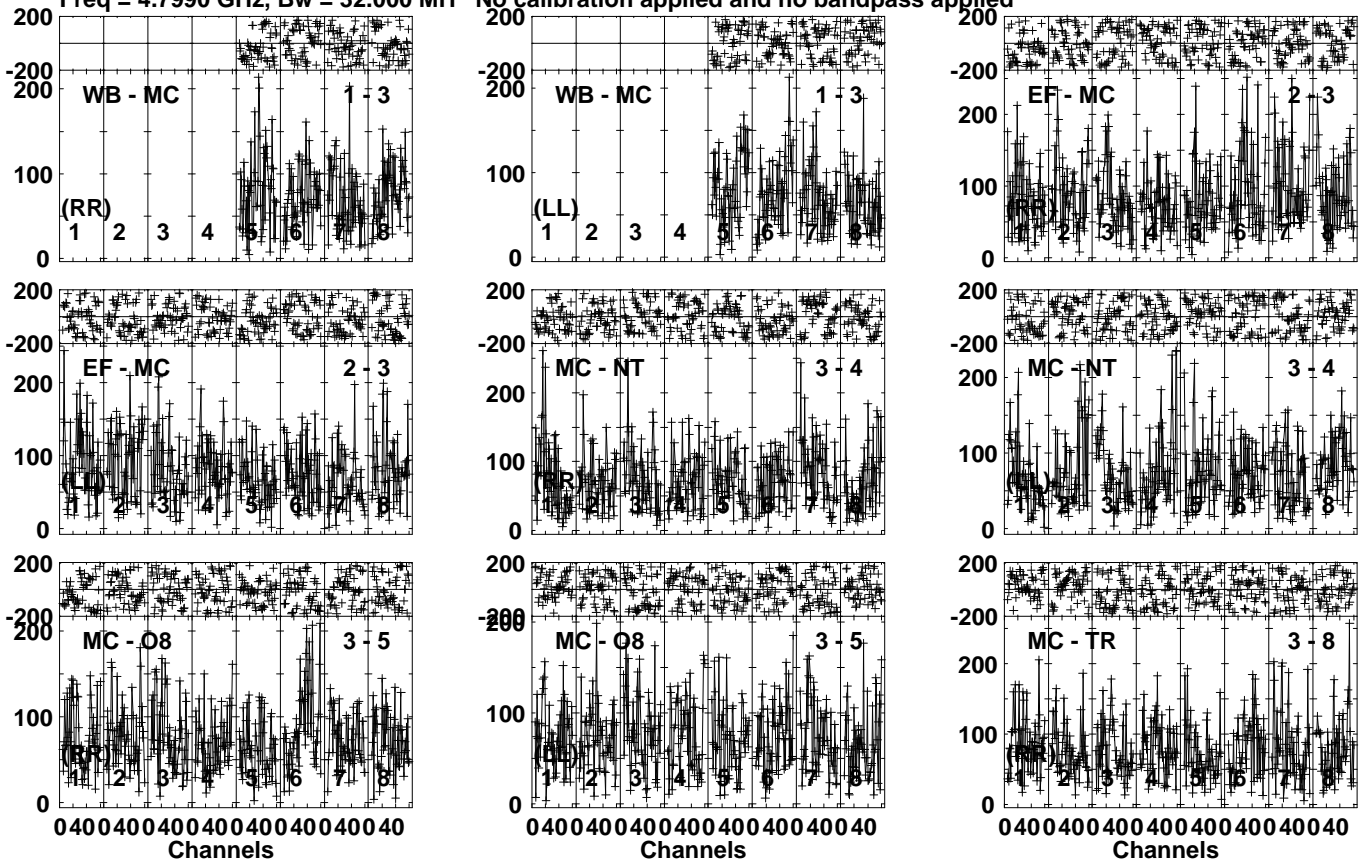 Freq = 4.7990 GHz, Bw = 32.000 MH No calibration applied and no bandpass applied
200 200 200
-200 -200 -200
200 WB - MC 1 - 3 200 WB - MC 1 - 3 EF - MC 2 - 3
200
100 100 100
(RR) (LL) (RR)
1 2 3 4 5 6 7 8 1 2 3 4 5 6 7 8 1 2 3 4 5 6 7 8
0 0 0
200 200 200
-200 -200 -200
EF - MC 2 - 3 MC - NT 3 - 4 MC - NT 3 - 4
200 200 200
100 100 100
(LL) (RR) (LL)
1 2 3 4 5 6 7 8 1 2 3 4 5 6 7 8 1 2 3 4 5 6 7 8
0 0 0
200 200 200
-200 -200 -200
200 MC - O8 3 - 5 200 MC - O8 3 - 5 MC - TR 3 - 8
200
100 100 100
(RR) (LL) (RR)
1 2 3 4 5 6 7 8 1 2 3 4 5 6 7 8 1 2 3 4 5 6 7 8
0 0 0
0 40 0 40 0 40 0 40 0 40 0 40 0 40 0 40 0 40 0 40 0 40 0 40 0 40 0 40 0 40 0 40 0 40 0 40 0 40 0 40 0 40 0 40 0 40 0 40
Channels Channels Channels